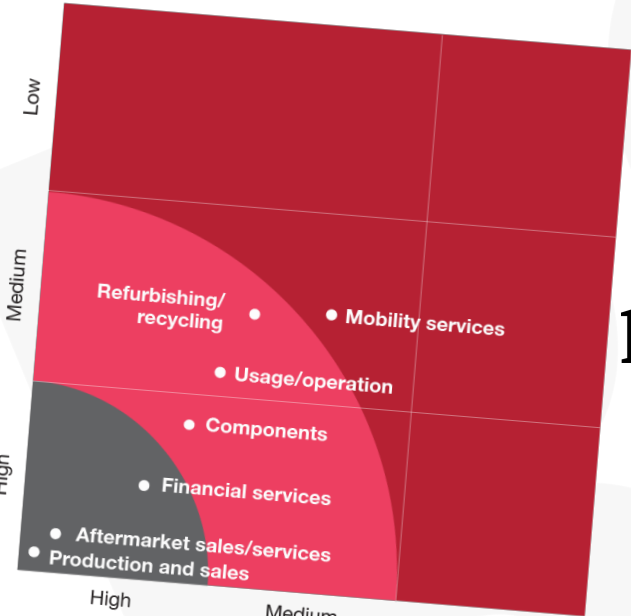 Low
Medium
High
Refurbishing/
recycling
Mobility services
Usage/operation
Components
Financial services
Aftermarket sales/services
Production and sales
High
Medium